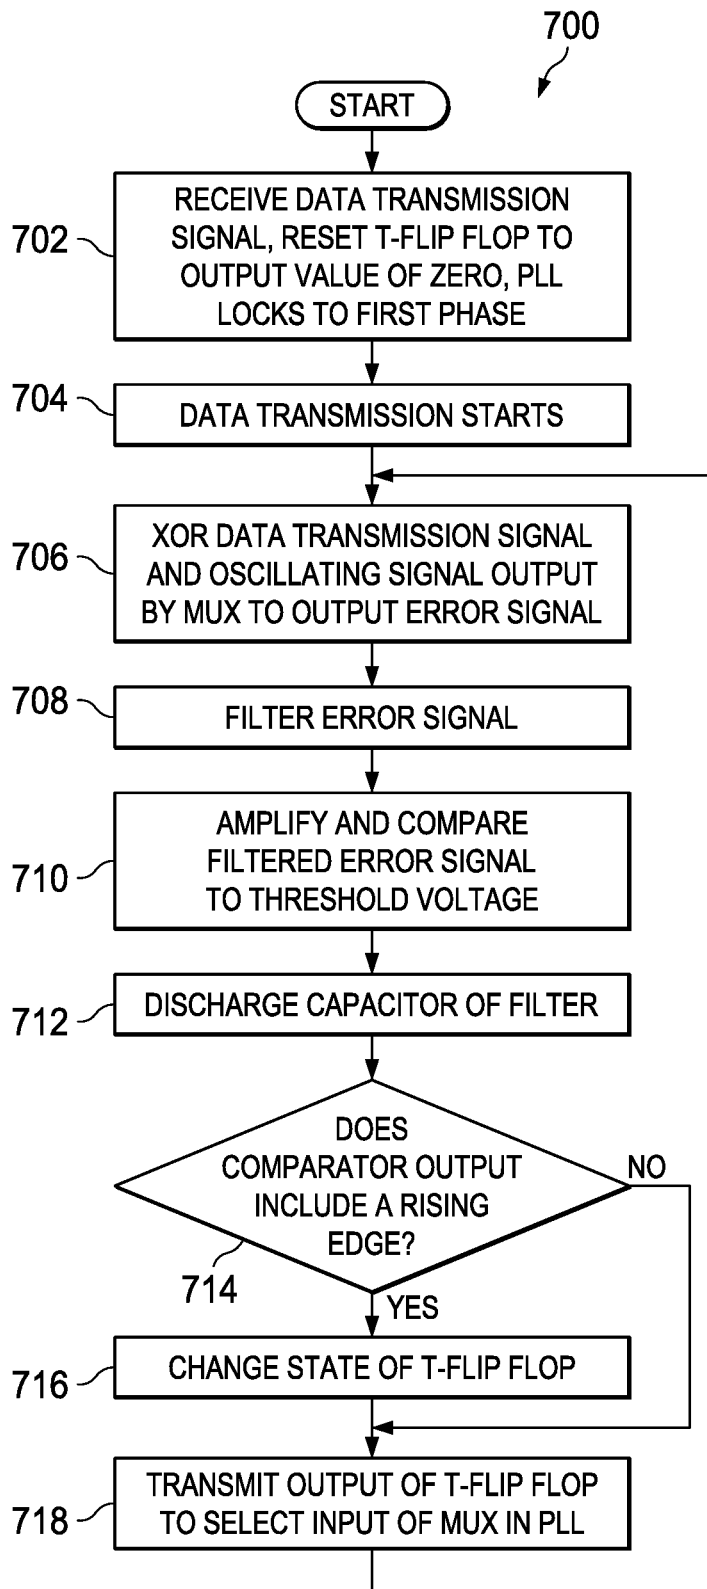 700
START
702
RECEIVE DATA TRANSMISSION
SIGNAL, RESET T-FLIP FLOP TO
OUTPUT VALUE OF ZERO, PLL
LOCKS TO FIRST PHASE
704
DATA TRANSMISSION STARTS
706
XOR DATA TRANSMISSION SIGNAL
AND OSCILLATING SIGNAL OUTPUT
BY MUX TO OUTPUT ERROR SIGNAL
708
FILTER ERROR SIGNAL
710
AMPLIFY AND COMPARE
FILTERED ERROR SIGNAL
TO THRESHOLD VOLTAGE
712
DISCHARGE CAPACITOR OF FILTER
DOES
COMPARATOR OUTPUT
INCLUDE A RISING
EDGE?
NO
714
YES
716
CHANGE STATE OF T-FLIP FLOP
718
TRANSMIT OUTPUT OF T-FLIP FLOP
TO SELECT INPUT OF MUX IN PLL